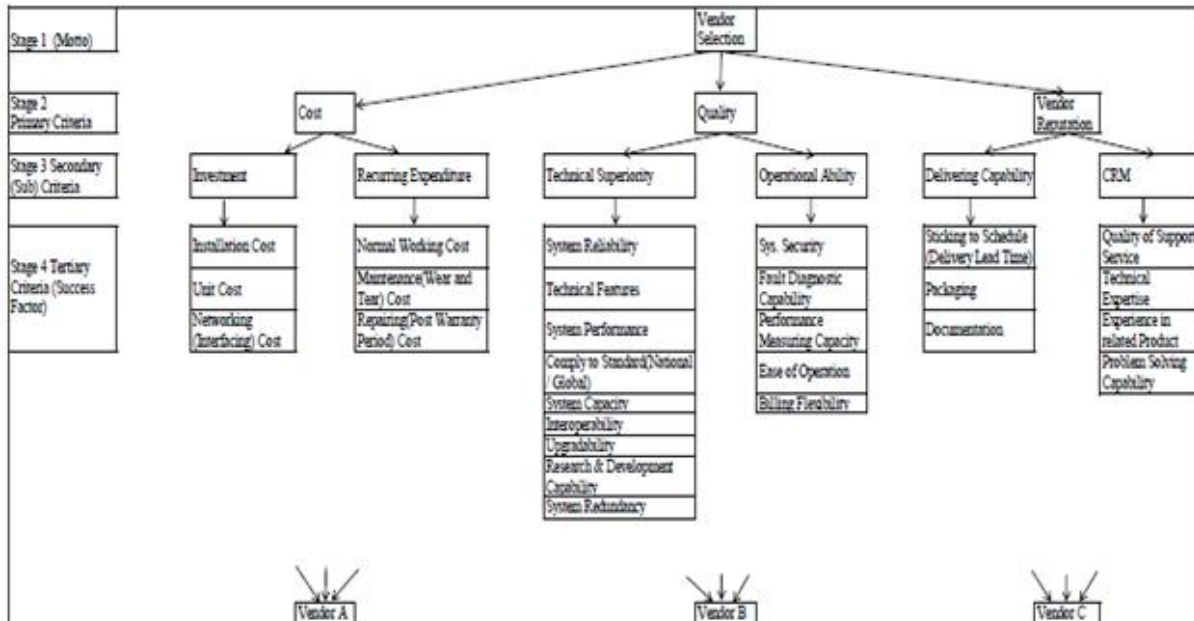 Stage 1 (Motto)
Vendor
Selection
Stage 2
Primary Criteria
Cost
Quality
Vendor
Reputation
Stage 3 Secondary
(Sub) Criteria
Investment
Recurring Expenditure
Technical Superiority
Operational Ability
Delivering Capability
CRM
Stage 4 Tertiary
Criteria (Success
Factor)
Installation Cost
Unit Cost
Networking
(Interfacing) Cost
Normal Working Cost
Maintenance(Wear and
Tear) Cost
Repairing(Post Warranty
Period) Cost
System Reliability
Technical Features
System Performance
Comply to Standard(National
/ Global)
System Capacity
Interoperability
Upgradability
Research & Development
Capability
System Redundancy
Sys. Security
Fault Diagnostic
Capability
Performance
Measuring Capacity
Ease of Operation
Billing Flexibility
Sticking to Schedule
(Delivery Lead Time)
Packaging
Documentation
Quality of Support
Service
Technical
Expertise
Experience in
related Product
Problem Solving
Capability
Vendor A
Vendor B
Vendor C